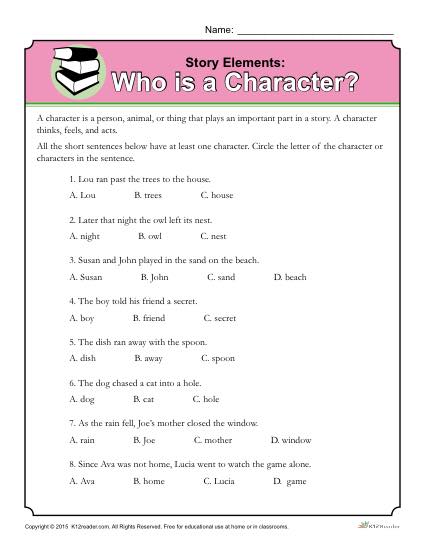 Name:
Story Elements:
Who is a Character?
A character is a person, animal, or thing that plays an important part in a story. A character
thinks, feels, and acts.
All the short sentences below have at least one character. Circle the letter of the character or
characters in the sentence.
1. Lou ran past the trees to the house.
A. Lou B. trees C. house
2. Later that night the owl left its nest.
A. night B. owl C. nest
3. Susan and John played in the sand on the beach.
A. Susan B. John C. sand D. beach
4. The boy told his friend a secret.
A. boy B. friend C. secret
5. The dish ran away with the spoon.
A. dish B. away C. spoon
6. The dog chased a cat into a hole.
A. dog B. cat C. hole
7. As the rain fell, Joe’s mother closed the window.
A. rain B. Joe C. mother D. window
8. Since Ava was not home, Lucia went to watch the game alone.
A. Ava B. home C. Lucia D. game
Copyright © 2015 K12reader.com. All Rights Reserved. Free for educational use at home or in classrooms.
K12reader